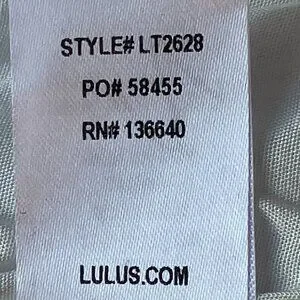 STYLE# LT2628
PO# 58455
RN# 136640
LULUS.COM